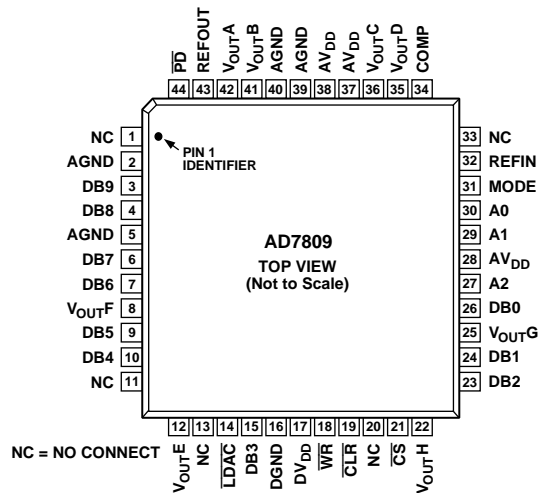 PD
REFOUT
VOUTA
VOUTB
AGND
AGND
AVDD
AVDD
VOUTC
VOUTD
COMP
44 43 42 41 40 39 38 37 36 35 34
NC 1
AGND 2
DB9 3
DB8 4
AGND 5
DB7 6
DB6 7
VOUTF 8
DB5 9
DB4 10
NC 11
PIN 1
IDENTIFIER
AD7809
TOP VIEW
(Not to Scale)
33 NC
32 REFIN
31 MODE
30 A0
29 A1
28 AVDD
27 A2
26 DB0
25 VOUTG
24 DB1
23 DB2
12 13 14 15 16 17 18 19 20 21 22
VOUTE
NC
LDAC
DB3
DGND
DVDD
WR
CLR
NC
CS
VOUTH
NC = NO CONNECT